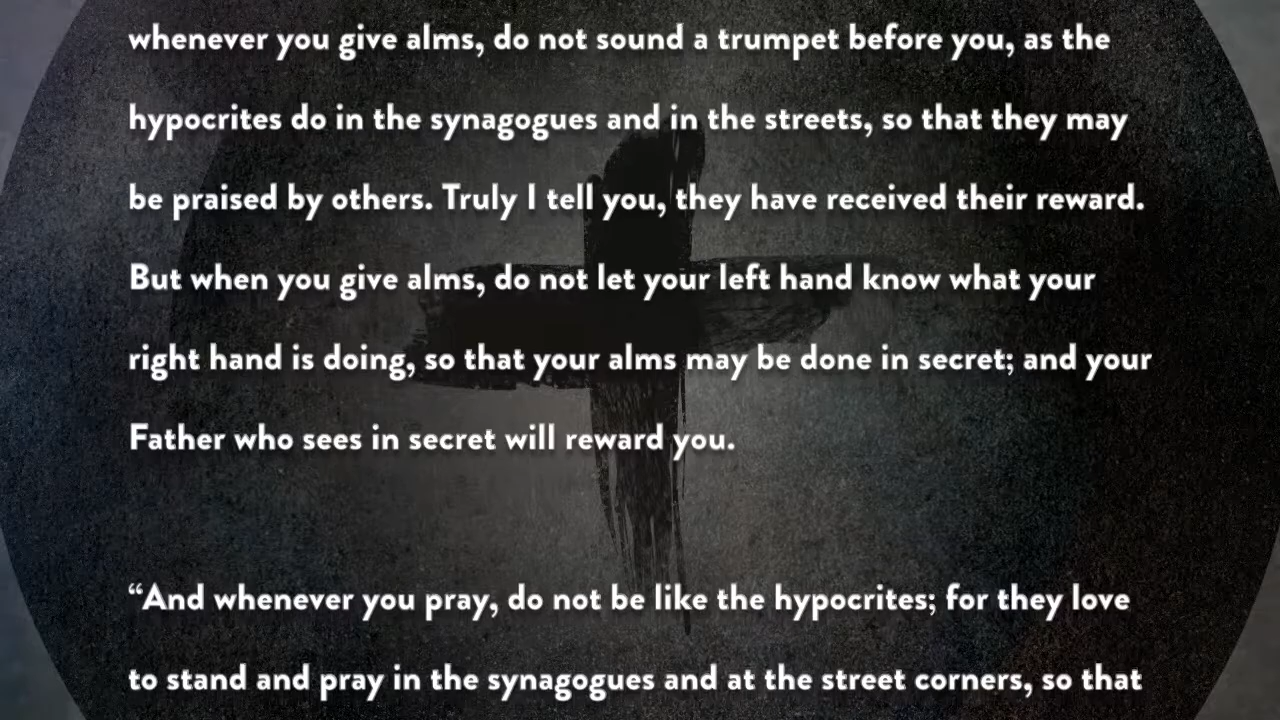 whenever you give alms, do not sound a trumpet before you, as the
hypocrites do in the synagogues and in the streets, so that they may
be praised by others. Truly I tell you, they have received their reward.
But when you give alms, do not let your left hand know what your
right hand is doing, so that your alms may be done in secret; and your
Father who sees in secret will reward you.
“And whenever you pray, do not be like the hypocrites; for they love
to stand and pray in the synagogues and at the street corners, so that